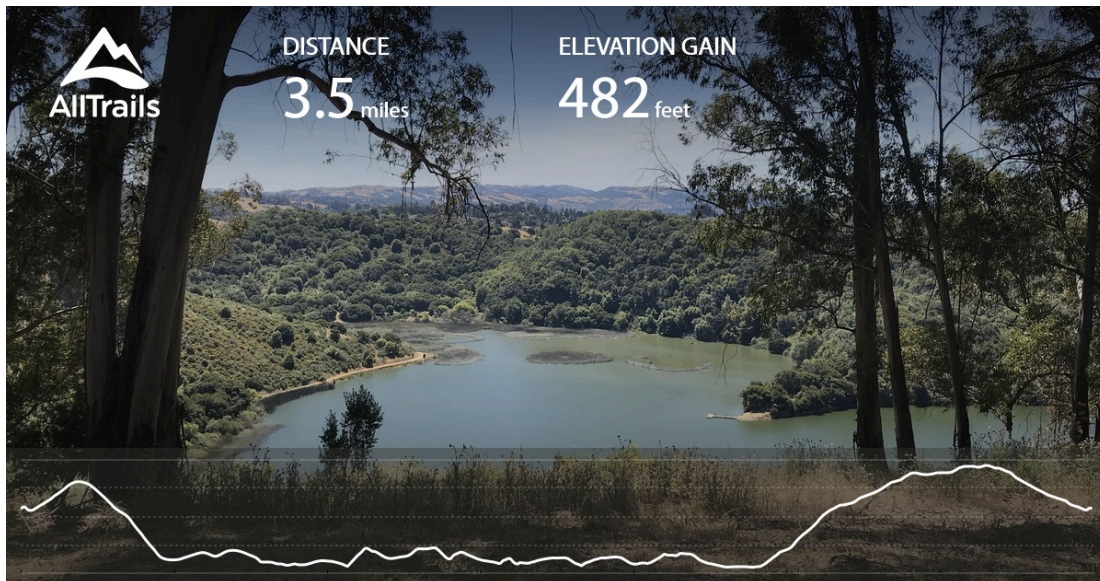 AllTrails
DISTANCE
3.5 miles
ELEVATION GAIN
482 feet